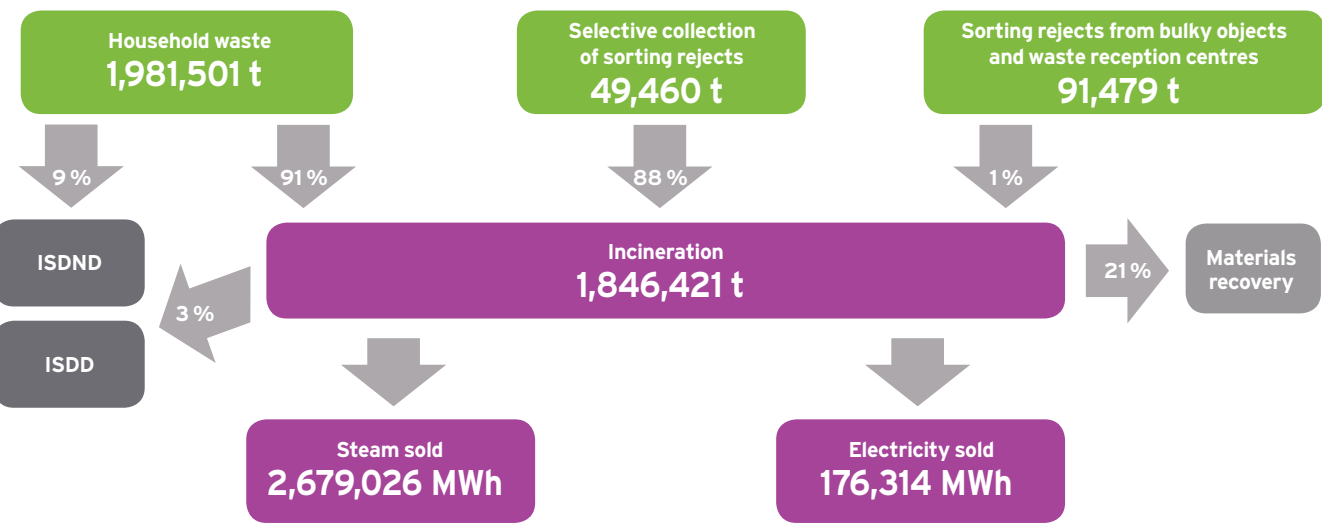 Household waste
1,981,501 t
Selective collection
of sorting rejects
49,460 t
Sorting rejects from bulky objects
and waste reception centres
91,479 t
9 %
91 %
88 %
1 %
ISDND
Incineration
1,846,421 t
21 %
Materials
recovery
3 %
ISDD
Steam sold
2,679,026 MWh
Electricity sold
176,314 MWh